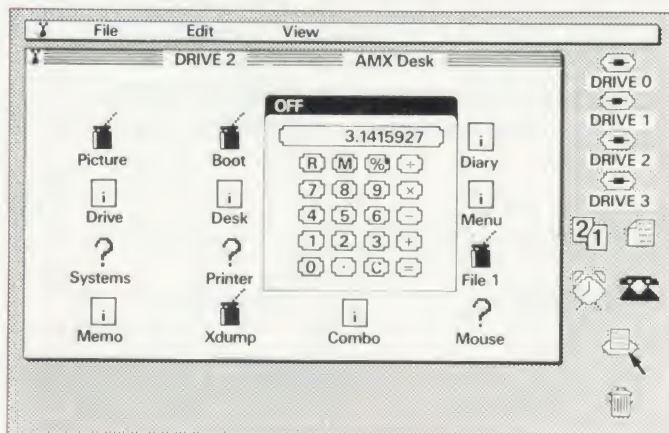 File Edit View
DRIVE 2 AMX Desk
OFF
3.1415927
R M % ÷
7 8 9 ×
4 5 6 −
1 2 3 +
0 · C =
Picture Boot Diary
i i i
Drive Desk Menu
? ?
Systems Printer File 1
i i ?
Memo Xdump Combo Mouse
DRIVE 0
DRIVE 1
DRIVE 2
DRIVE 3
21